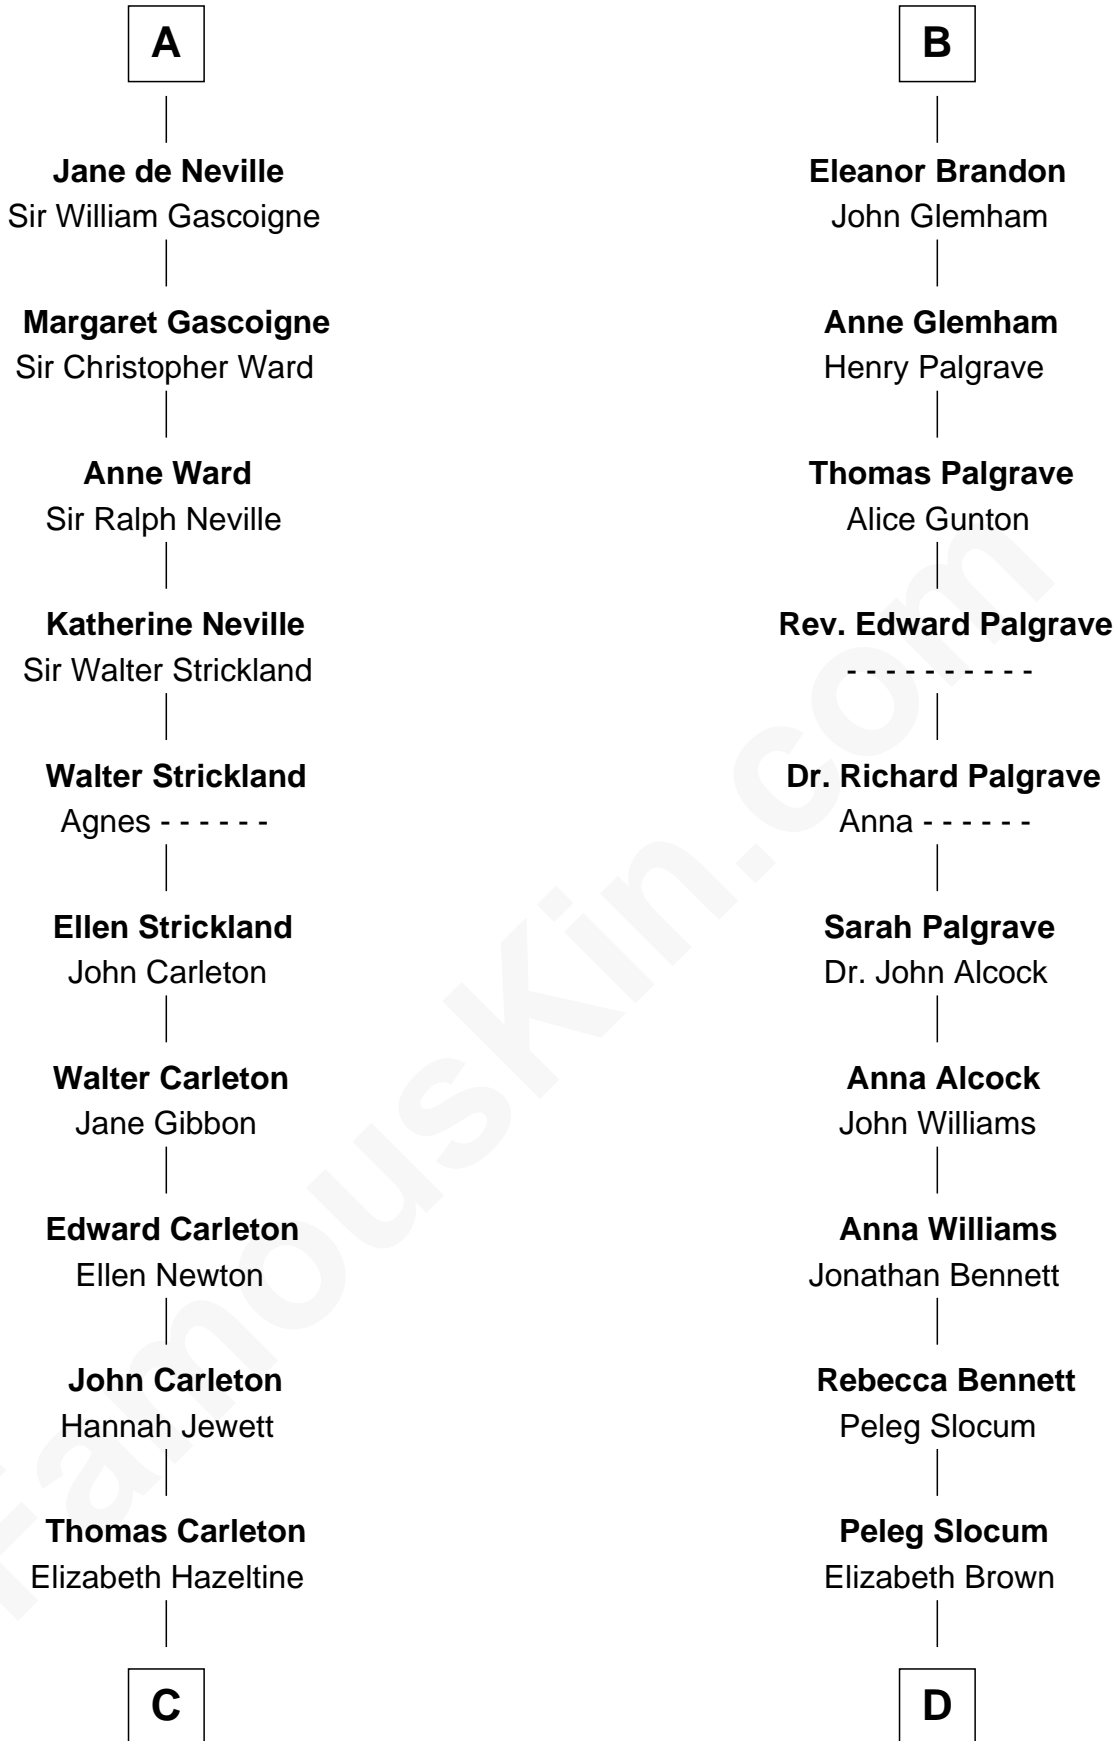 A
Jane de Neville
Sir William Gascoigne
Margaret Gascoigne
Sir Christopher Ward
Anne Ward
Sir Ralph Neville
Katherine Neville
Sir Walter Strickland
Walter Strickland
Agnes - - - - - -
Ellen Strickland
John Carleton
Walter Carleton
Jane Gibbon
Edward Carleton
Ellen Newton
John Carleton
Hannah Jewett
Thomas Carleton
Elizabeth Hazeltine
C
B
Eleanor Brandon
John Glemham
Anne Glemham
Henry Palgrave
Thomas Palgrave
Alice Gunton
Rev. Edward Palgrave
- - - - - - - - - -
Dr. Richard Palgrave
Anna - - - - - -
Sarah Palgrave
Dr. John Alcock
Anna Alcock
John Williams
Anna Williams
Jonathan Bennett
Rebecca Bennett
Peleg Slocum
Peleg Slocum
Elizabeth Brown
D
FamousKin.com